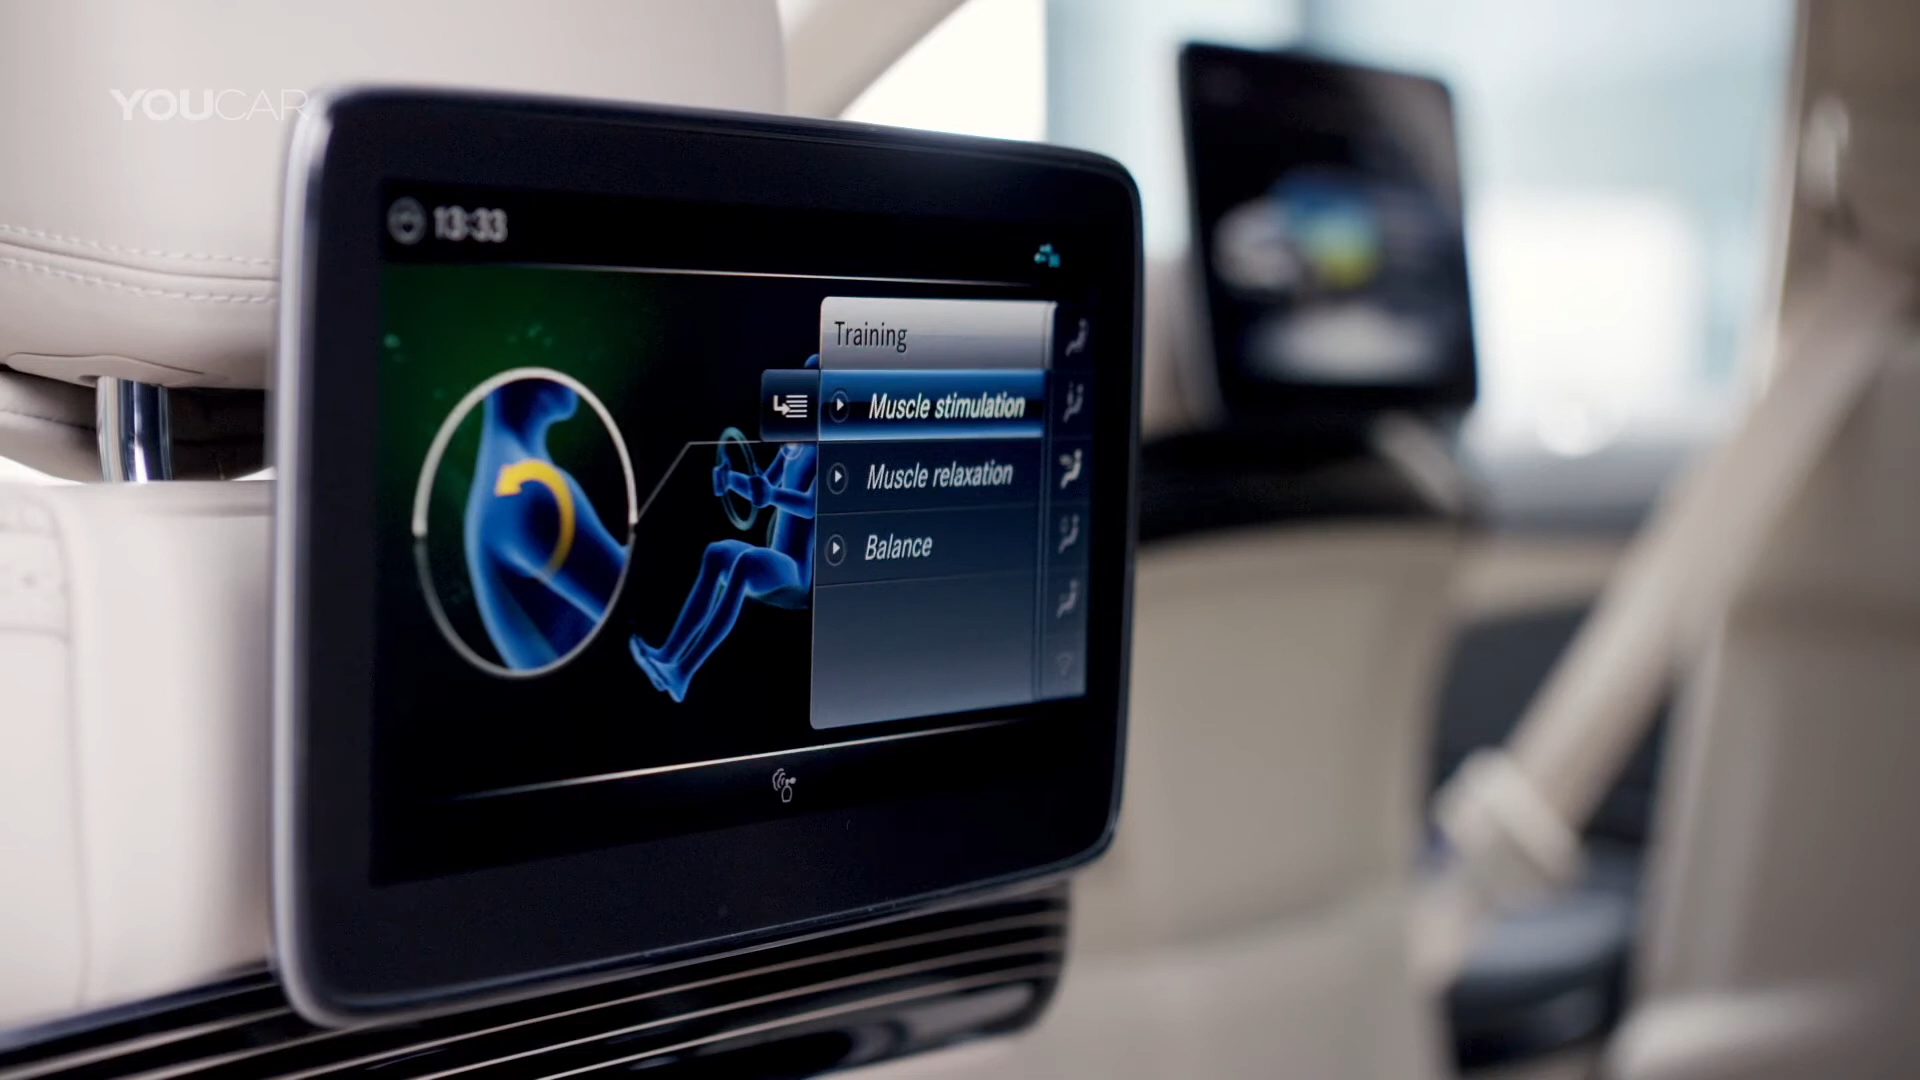 YOUCAR
13:33
Training
Muscle stimulation
Muscle relaxation
Balance